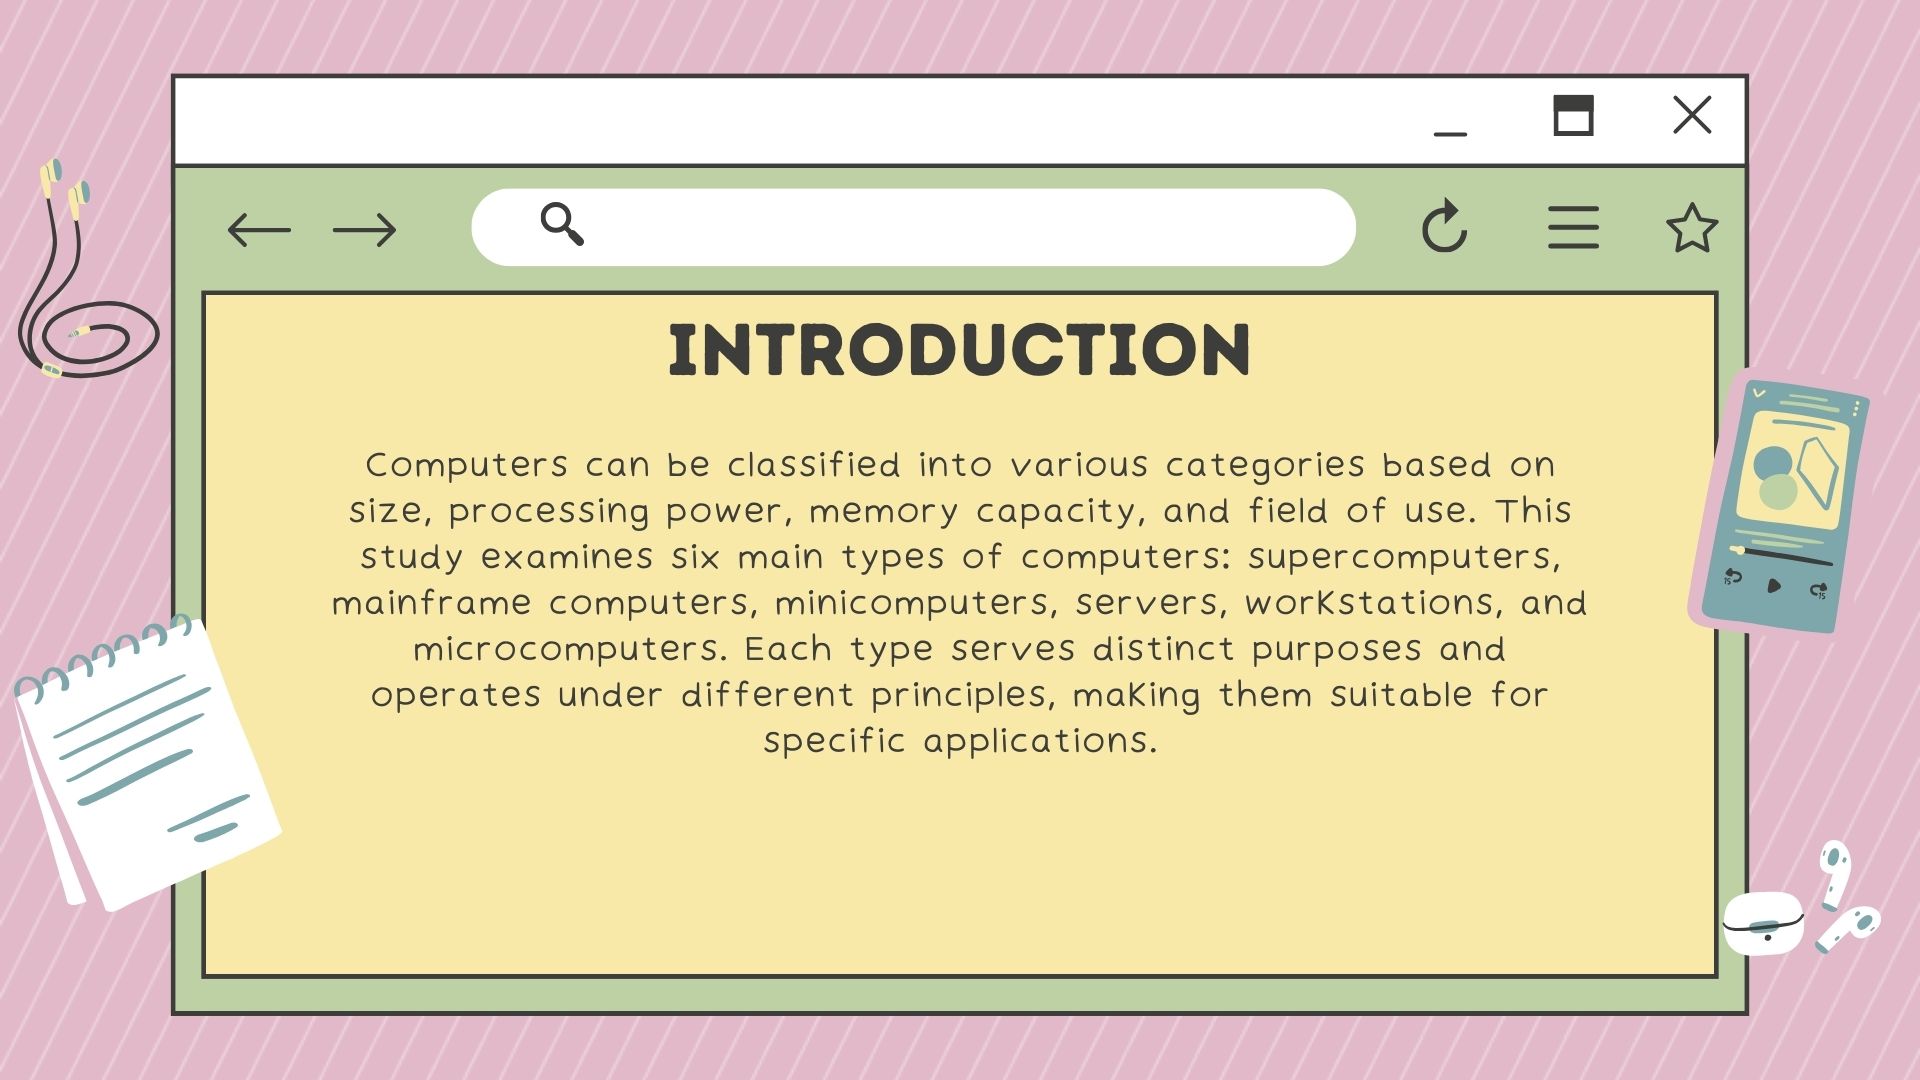 INTRODUCTION
Computers can be classified into various categories based on
size, processing power, memory capacity, and field of use. This
study examines six main types of computers: supercomputers,
mainframe computers, minicomputers, servers, workstations, and
microcomputers. Each type serves distinct purposes and
operates under different principles, making them suitable for
specific applications.
15
15